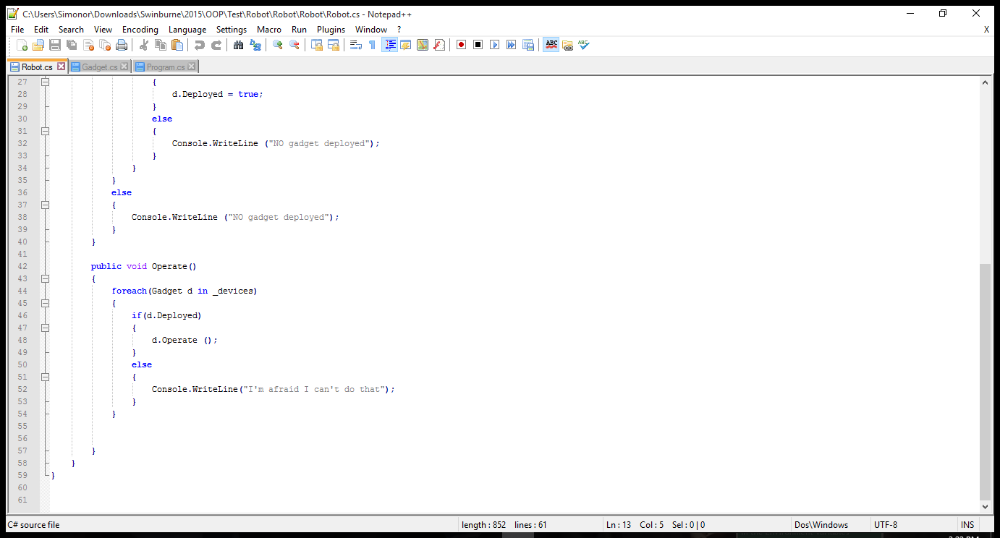 C:\Users\Simonor\Downloads\Swinburne\2015\OOP\Test\Robot\Robot\Robot\Robot.cs - Notepad++
File Edit Search View Encoding Language Settings Macro Run Plugins Window ? X
ABC ABC
Robot.cs Gadget.cs Program.cs
27 {
28 d.Deployed = true;
29 }
30 else
31 {
32 Console.WriteLine ("NO gadget deployed");
33 }
34 }
35 }
36 else
37 {
38 Console.WriteLine ("NO gadget deployed");
39 }
40 }
41
42 public void Operate()
43 {
44 foreach(Gadget d in _devices)
45 {
46 if(d.Deployed)
47 {
48 d.Operate ();
49 }
50 else
51 {
52 Console.WriteLine("I'm afraid I can't do that");
53 }
54 }
55
56
57 }
58 }
59 }
60
61
C# source file length : 852 lines : 61 Ln : 13 Col : 5 Sel : 0 | 0 Dos\Windows UTF-8 INS